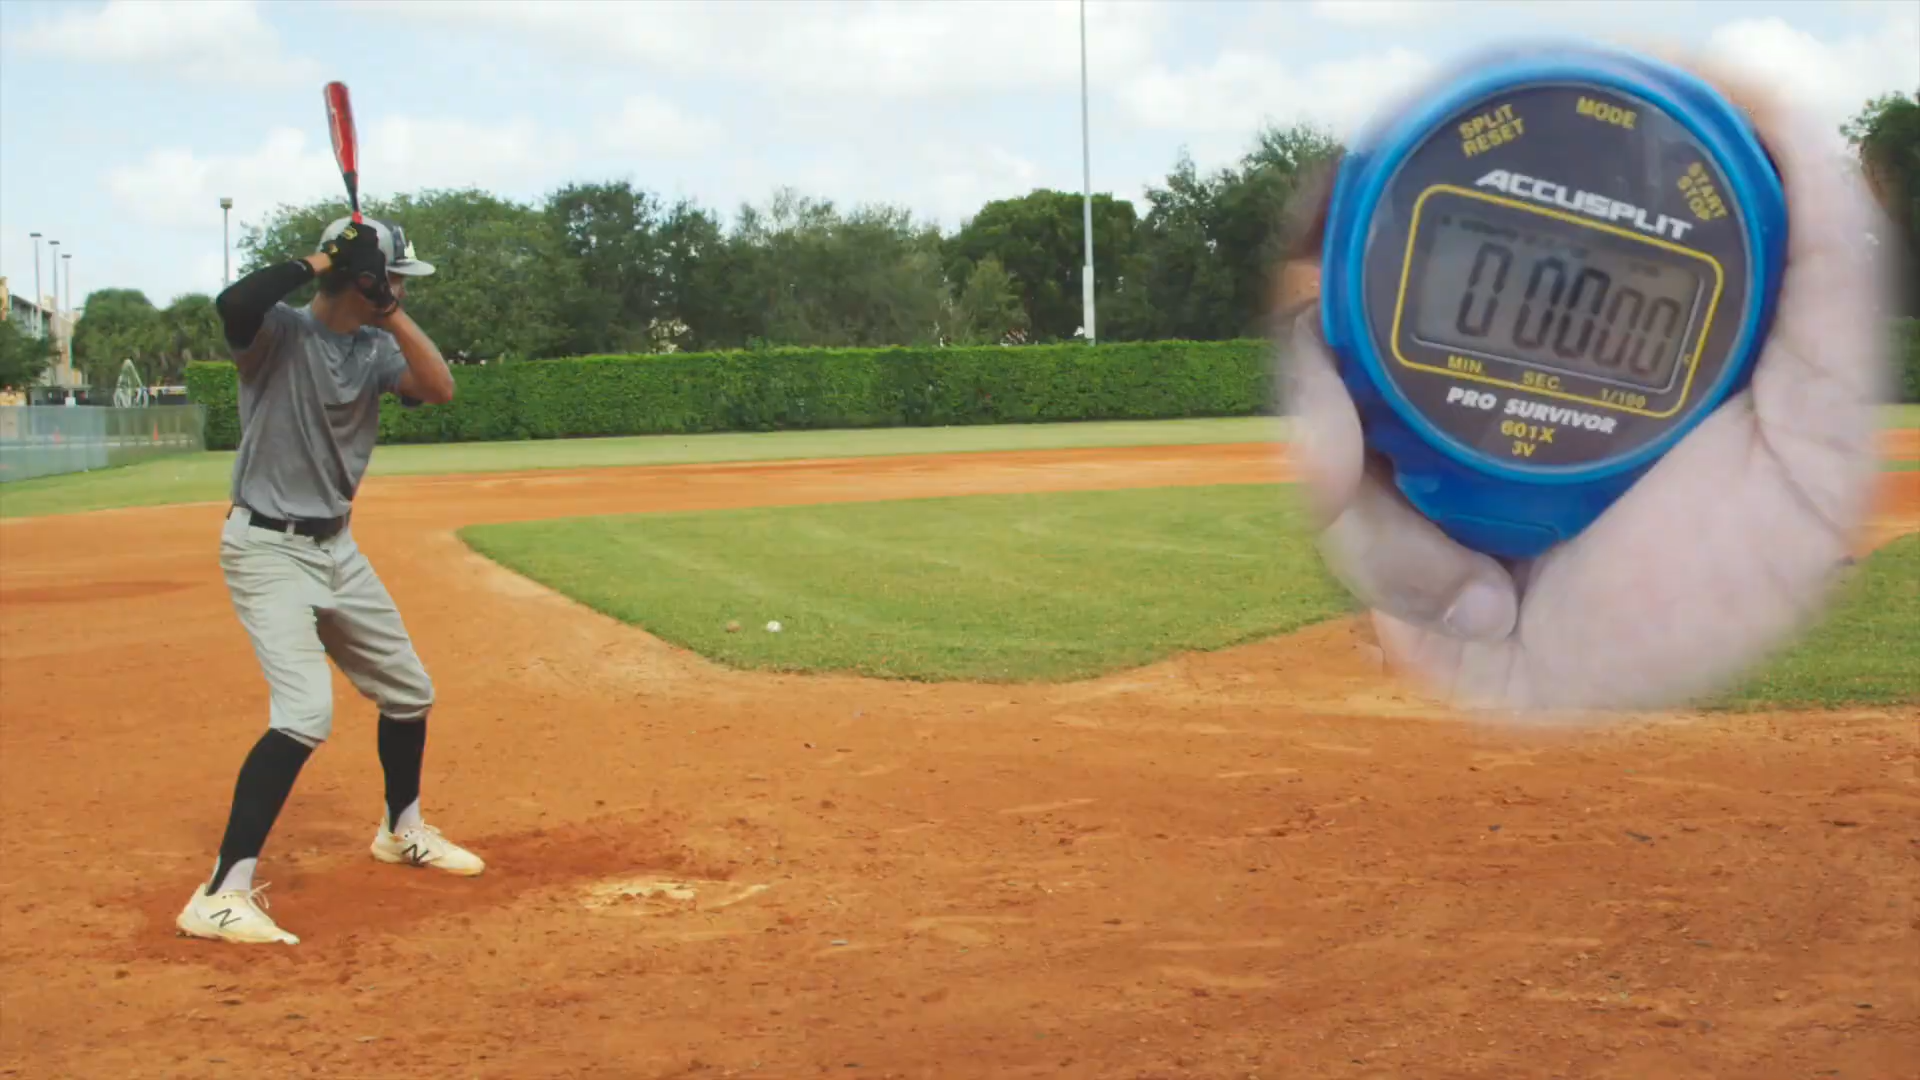 SPLIT
RESET
MODE
START
STOP
ACCUSPLIT
0 00 00
MIN. SEC. 1/100
PRO SURVIVOR
601X
3V
N
N